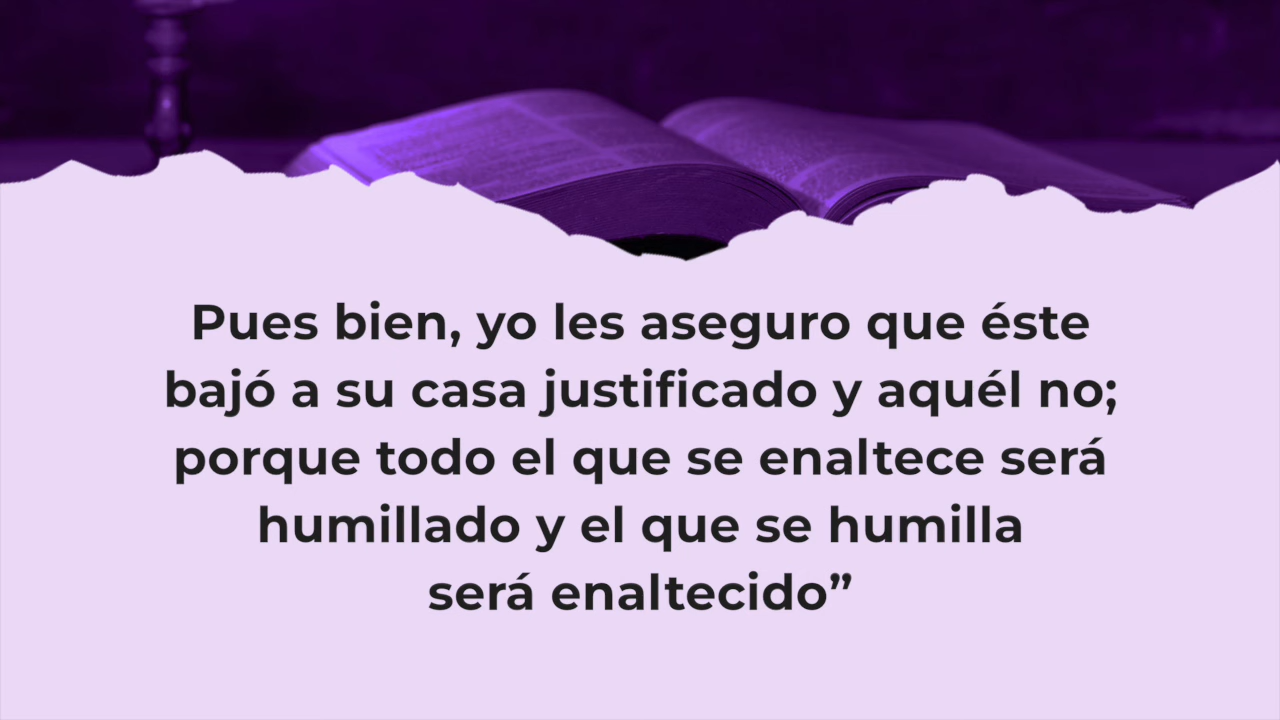 Pues bien, yo les aseguro que éste
bajó a su casa justificado y aquél no;
porque todo el que se enaltece será
humillado y el que se humilla
será enaltecido”